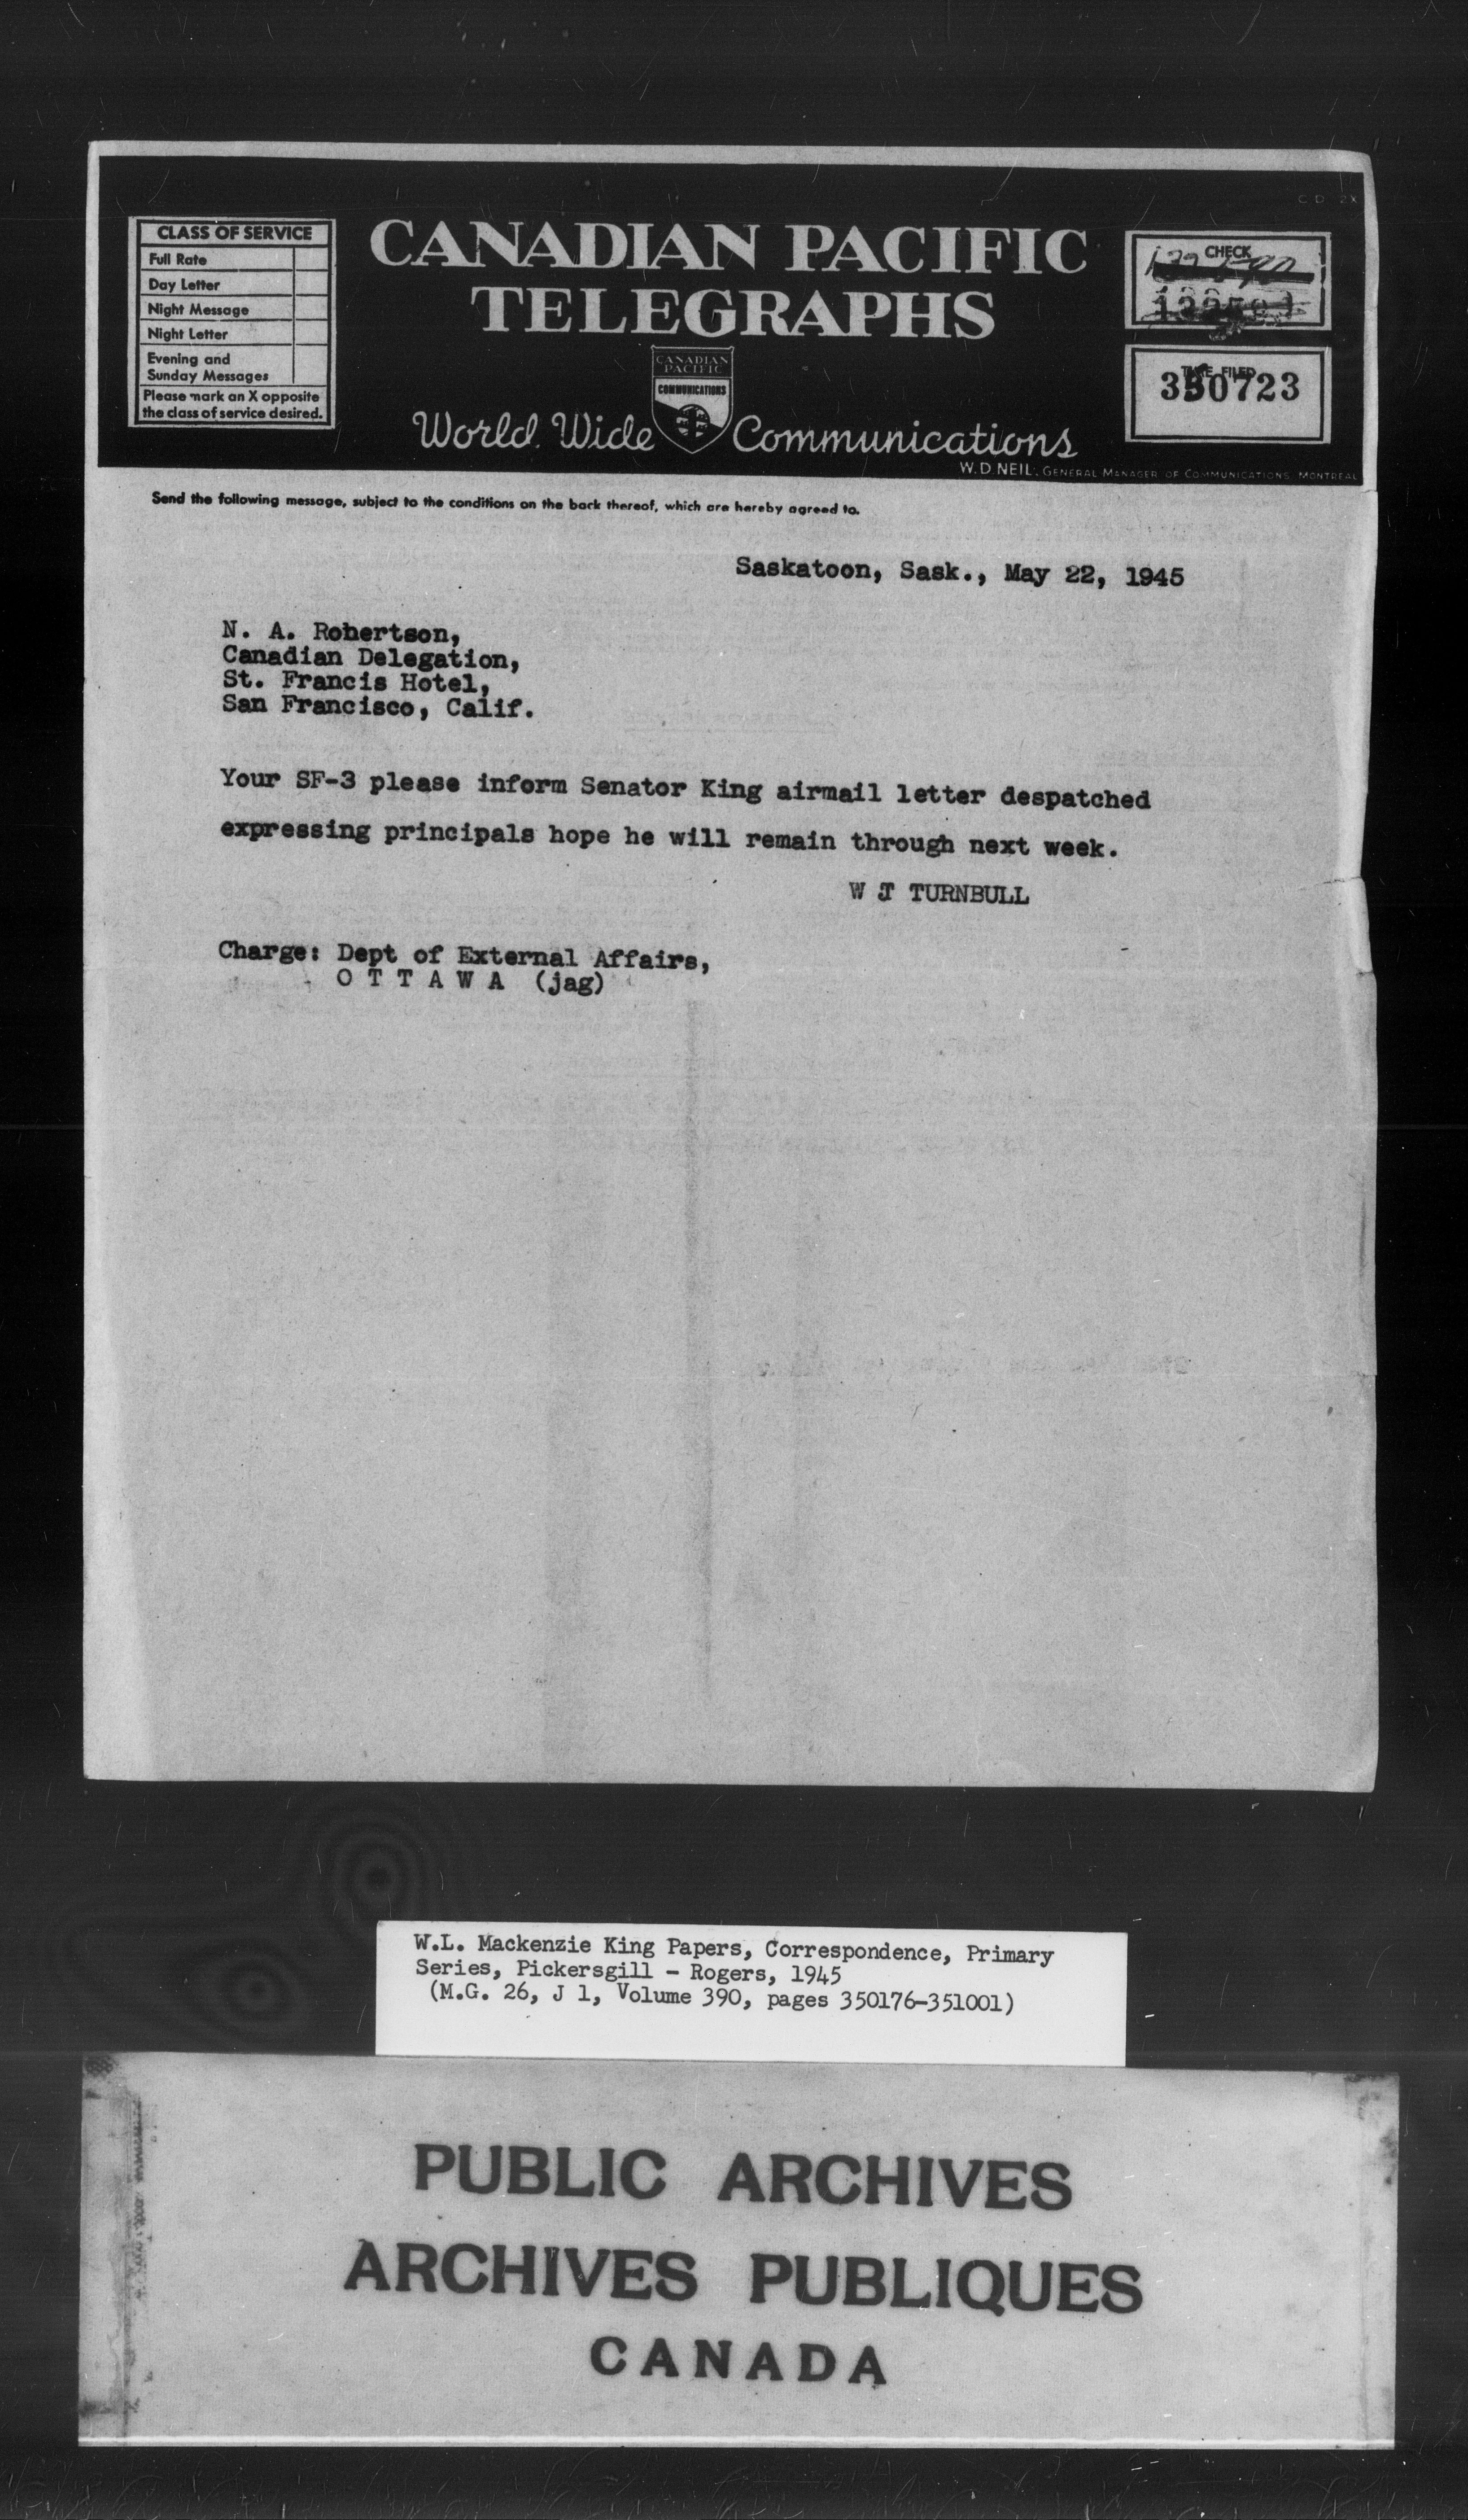 C D 2X
CLASS OF SERVICE
Full Rate
Day Letter
Night Message
Night Letter
Evening and
Sunday Messages
Please mark an X opposite
the class of service desired.
CANADIAN PACIFIC
TELEGRAPHS
CANADIAN
PACIFIC
COMMUNICATIONS
World Wide Communications
CHECK
TIME FILED
350723
W.D. NEIL, GENERAL MANAGER OF COMMUNICATIONS, MONTREAL
Send the following message, subject to the conditions on the back thereof, which are hereby agreed to.
Saskatoon, Sask., May 22, 1945
N. A. Robertson,
Canadian Delegation,
St. Francis Hotel,
San Francisco, Calif.
Your SF-3 please inform Senator King airmail letter despatched
expressing principals hope he will remain through next week.
W J TURNBULL
Charge: Dept of External Affairs,
O T T A W A (jag)
W.L. Mackenzie King Papers, Correspondence, Primary
Series, Pickersgill - Rogers, 1945
(M.G. 26, J 1, Volume 390, pages 350176-351001)
PUBLIC ARCHIVES
ARCHIVES PUBLIQUES
CANADA